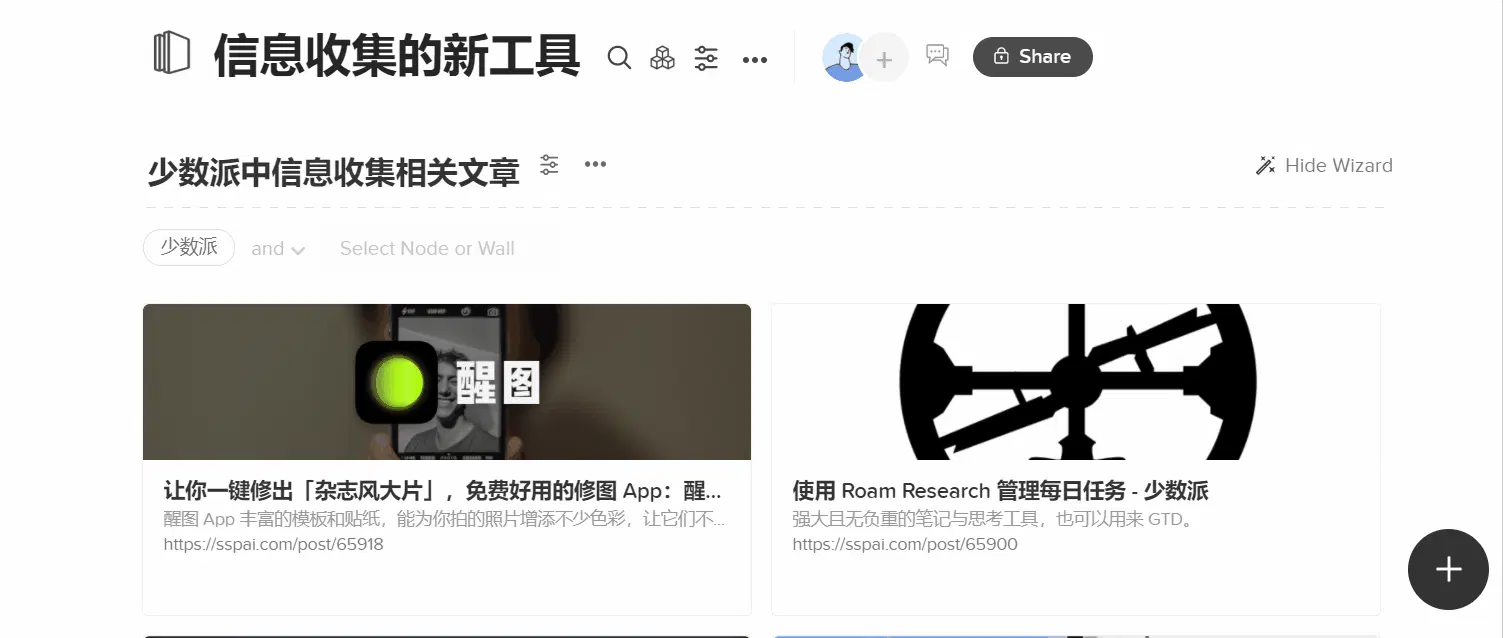 信息收集的新工具
Share
少数派中信息收集相关文章
Hide Wizard
少数派 and Select Node or Wall
醒图
让你一键修出「杂志风大片」，免费好用的修图 App：醒...
醒图 App 丰富的模板和贴纸，能为你拍的照片增添不少色彩，让它们不...
https://sspai.com/post/65918
使用 Roam Research 管理每日任务 - 少数派
强大且无负重的笔记与思考工具，也可以用来 GTD。
https://sspai.com/post/65900